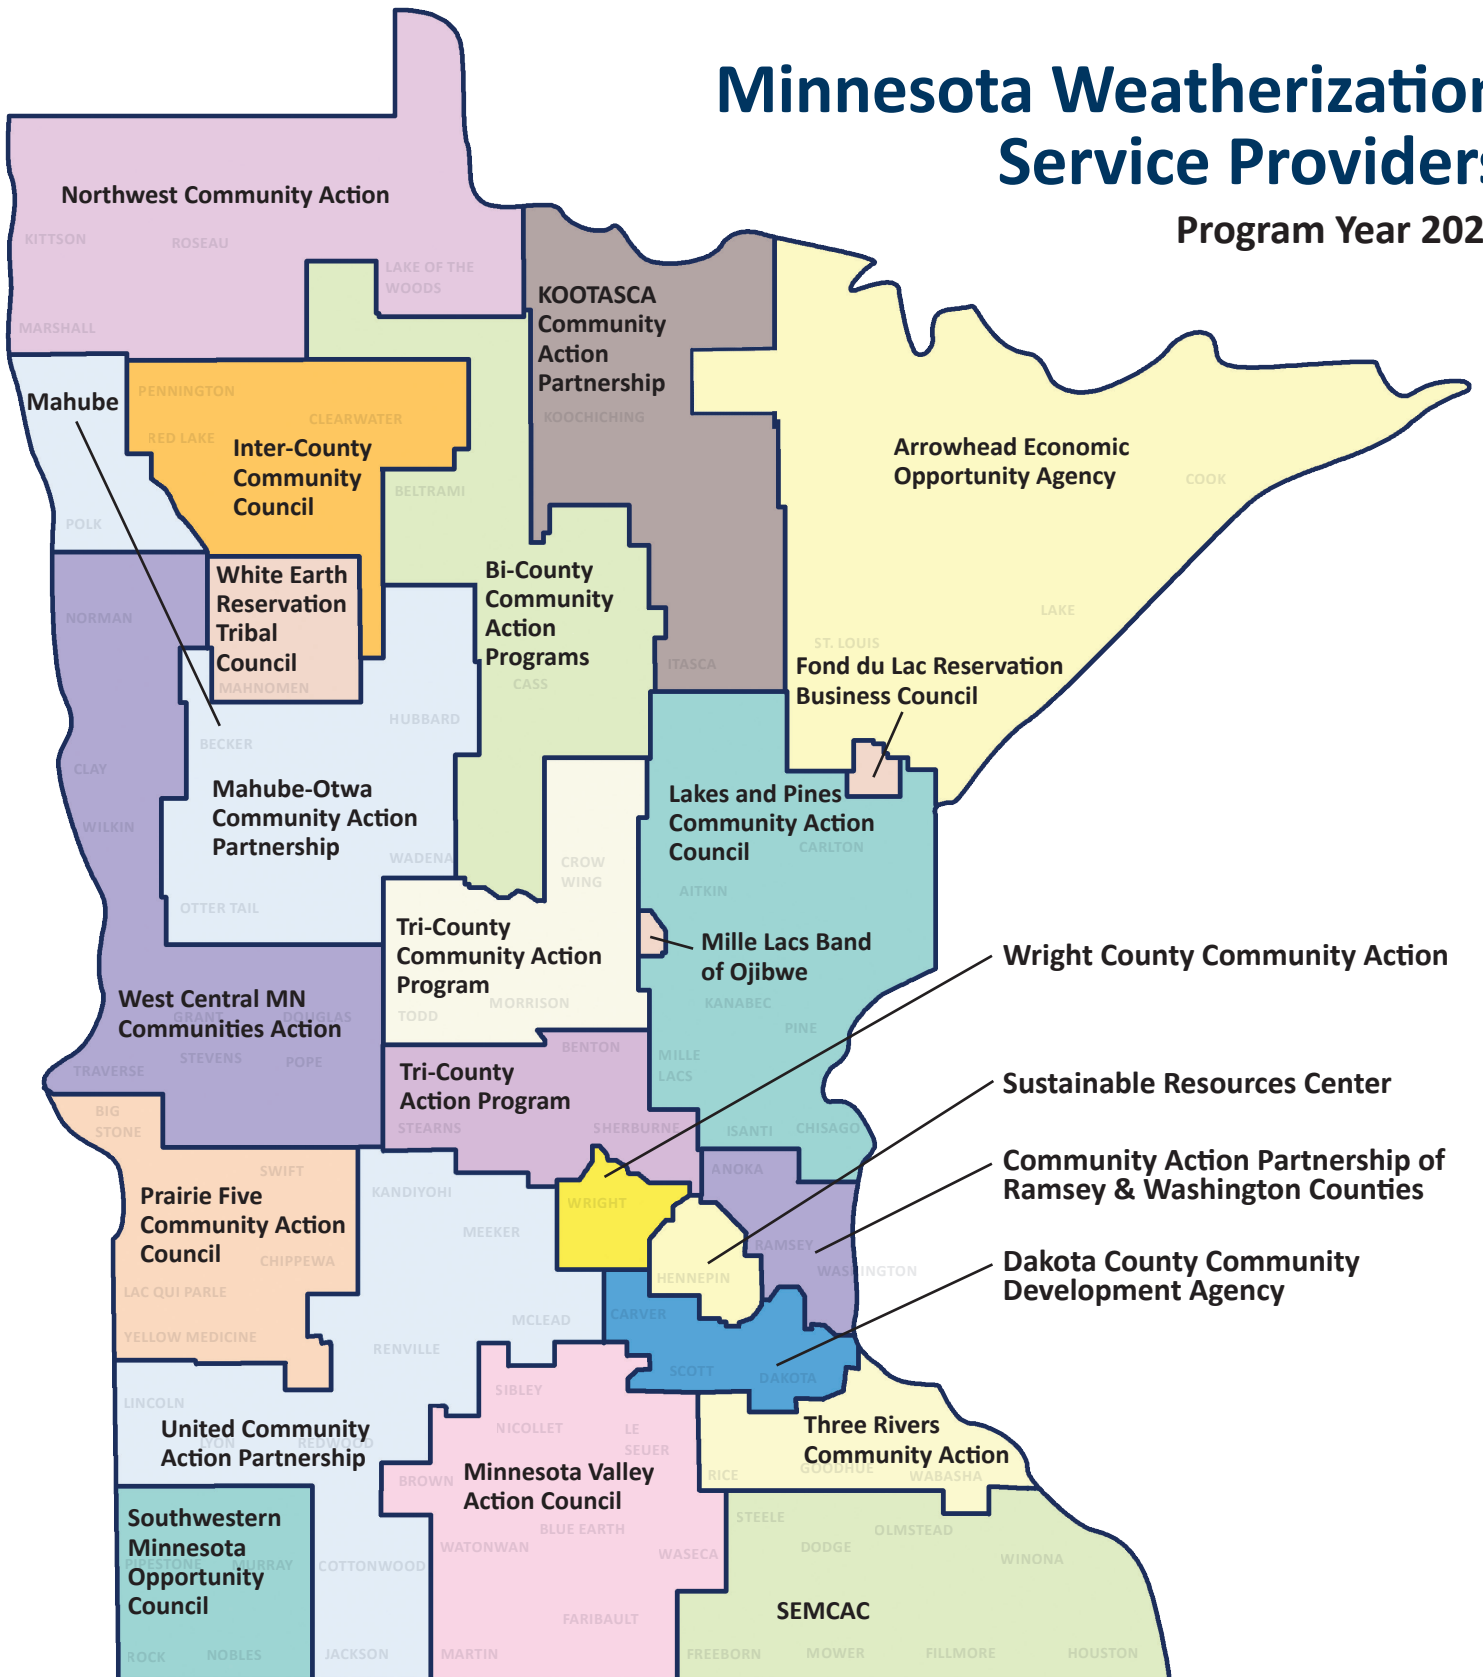 Minnesota Weatherization
Service Providers
Program Year 202
Northwest Community Action
KITTSON
ROSEAU
LAKE OF THE
WOODS
MARSHALL
KOOTASCA
Community
Action
Partnership
KOOCHICHING
Mahube
PENNINGTON
CLEARWATER
RED LAKE
Inter-County
Community
Council
Arrowhead Economic
Opportunity Agency
COOK
BELTRAMI
POLK
White Earth
Reservation
Tribal
Council
MAHNOMEN
Bi-County
Community
Action
Programs
CASS
NORMAN
LAKE
ST. LOUIS
ITASCA
Fond du Lac Reservation
Business Council
HUBBARD
BECKER
CLAY
Mahube-Otwa
Community Action
Partnership
WILKIN
WADENA
OTTER TAIL
Lakes and Pines
Community Action
Council
CARLTON
CROW
WING
AITKIN
Tri-County
Community Action
Program
MORRISON
TODD
Mille Lacs Band
of Ojibwe
Wright County Community Action
West Central MN
Communities Action
GRANT
DOUGLAS
STEVENS
POPE
TRAVERSE
KANABEC
PINE
BENTON
MILLE
LACS
Tri-County
Action Program
STEARNS
SHERBURNE
ISANTI
CHISAGO
Sustainable Resources Center
BIG
STONE
SWIFT
ANOKA
Community Action Partnership of
Ramsey & Washington Counties
Prairie Five
Community Action
Council
KANDIYOHI
WRIGHT
MEEKER
CHIPPEWA
RAMSEY
WASHINGTON
HENNEPIN
Dakota County Community
Development Agency
LAC QUI PARLE
YELLOW MEDICINE
MCLEAD
CARVER
RENVILLE
SCOTT
DAKOTA
LINCOLN
SIBLEY
United Community
Action Partnership
LYON
REDWOOD
NICOLLET
LE
SEUER
Three Rivers
Community Action
RICE
GOODHUE
WABASHA
BROWN
Minnesota Valley
Action Council
Southwestern
Minnesota
Opportunity
Council
PIPESTONE
MURRAY
COTTONWOOD
BLUE EARTH
WATONWAN
WASECA
STEELE
OLMSTEAD
DODGE
WINONA
SEMCAC
FARIBAULT
ROCK
NOBLES
JACKSON
MARTIN
FREEBORN
MOWER
FILLMORE
HOUSTON